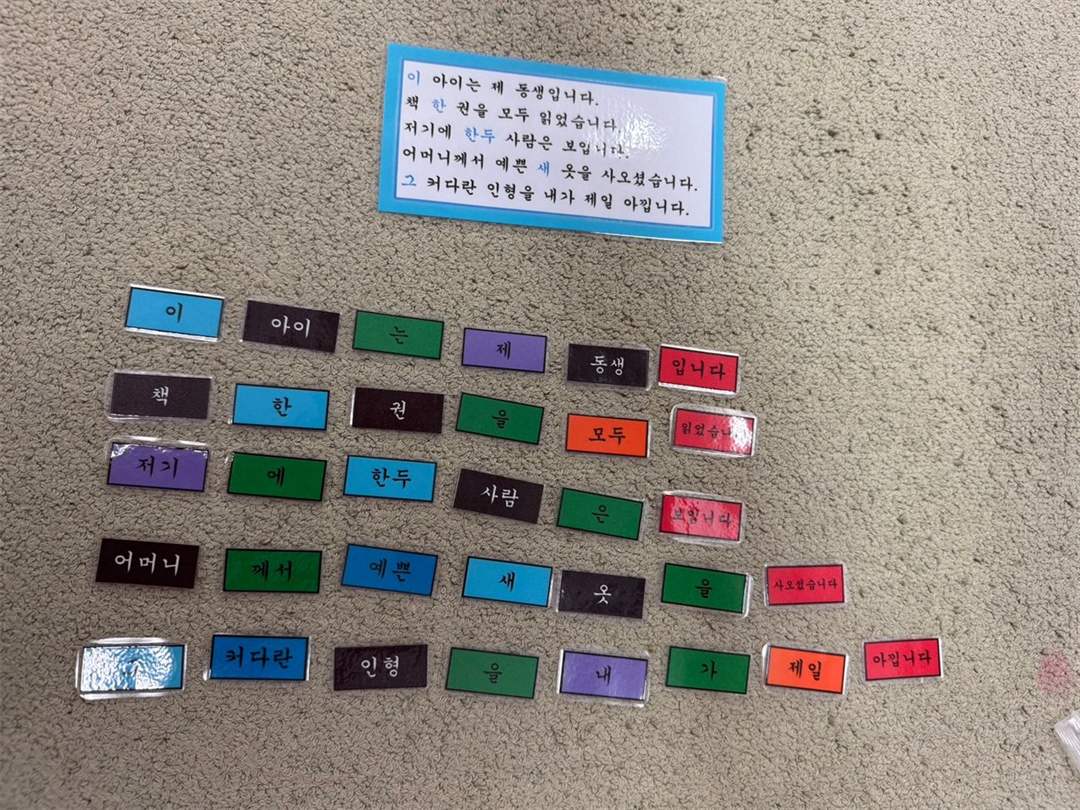 이 아이는 제 동생입니다.
책 한 권을 모두 읽었습니다
저기에 한두 사람은 보입니다.
어머니께서 예쁜 새 옷을 사오셨습니다.
그 커다란 인형을 내가 제일 아낍니다.
이 아이 는 제 동생 입니다
책 한 권 을 모두
저기 에 한두 사람 은 보입니다
어머니 께서 예쁜 새 옷 을 사오셨습니다
커다란 인형 을 내 가 제일 아낍니다